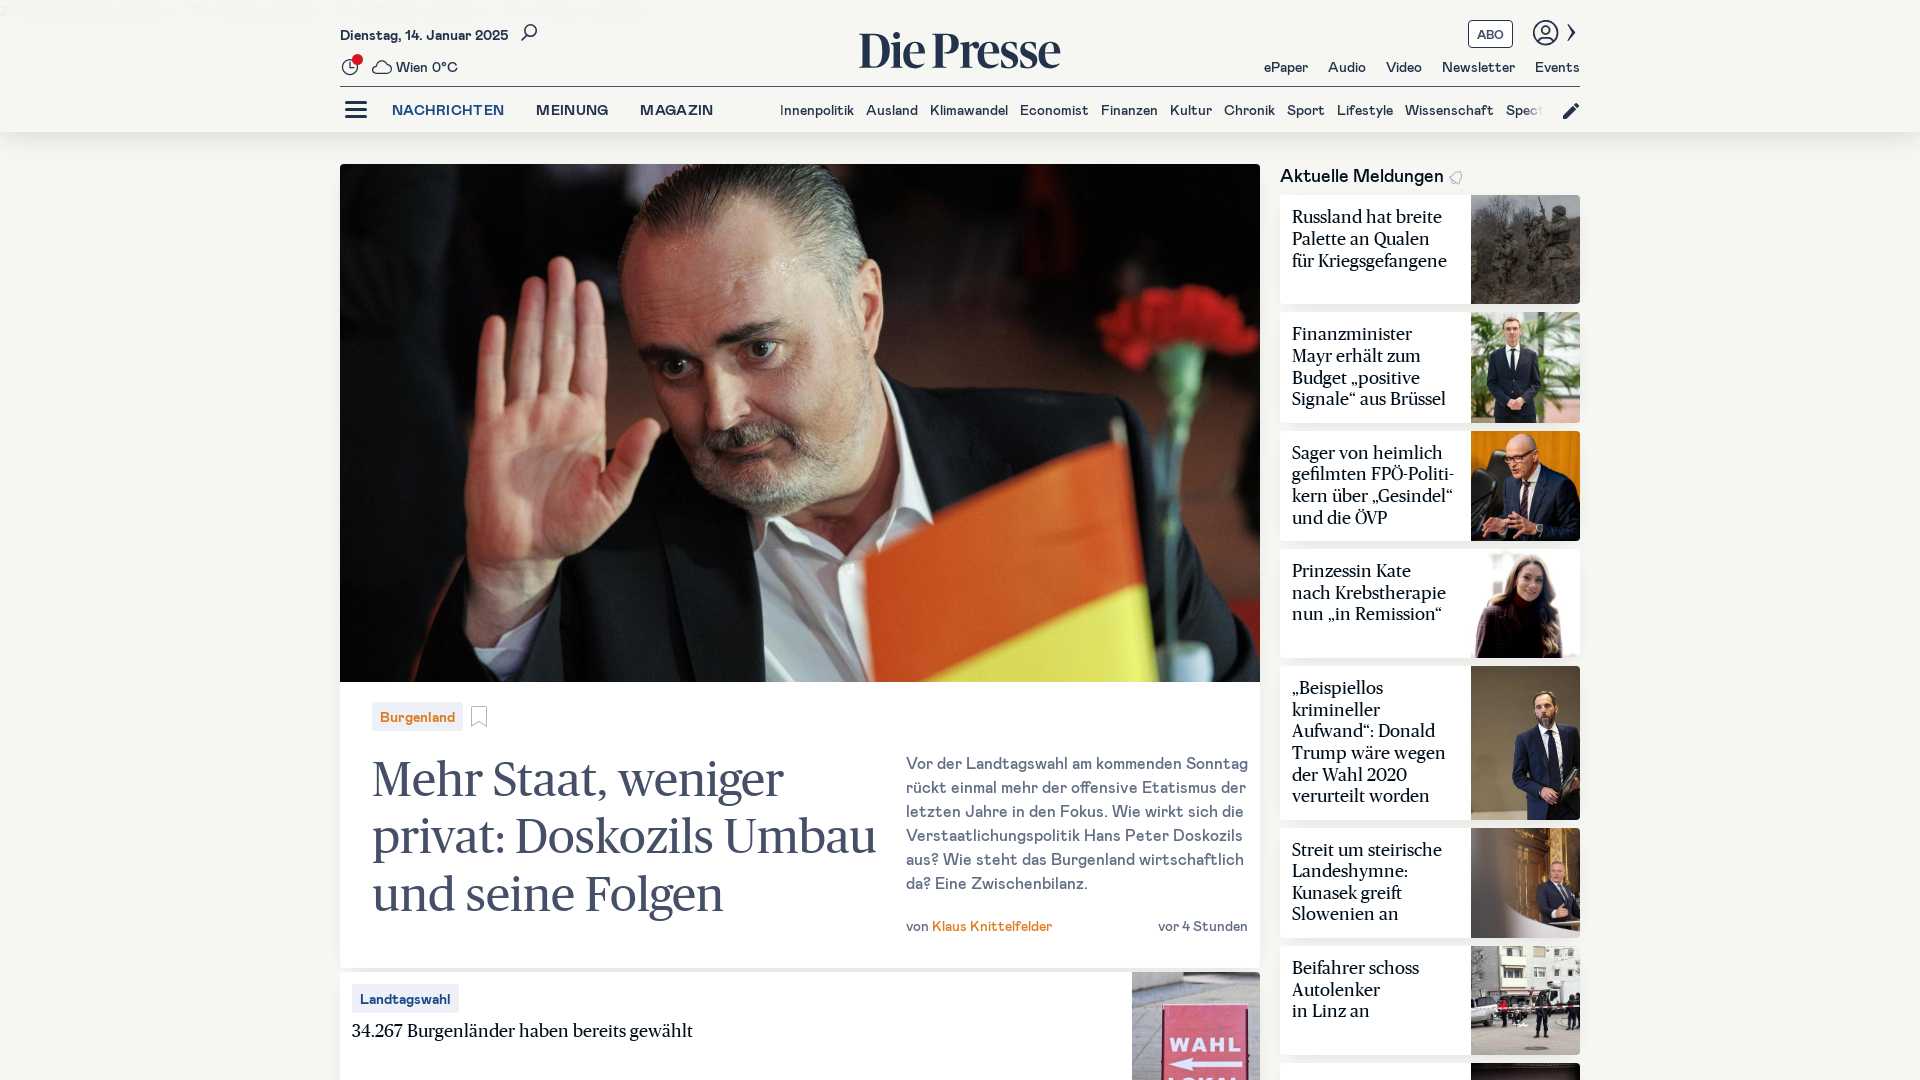 Dienstag, 14. Januar 2025
Wien 0°C
Die Presse
ABO
ePaper Audio Video Newsletter Events
NACHRICHTEN MEINUNG MAGAZIN
Innenpolitik Ausland Klimawandel Economist Finanzen Kultur Chronik Sport Lifestyle Wissenschaft Spect
Burgenland
Mehr Staat, weniger
privat: Doskozils Umbau
und seine Folgen
Vor der Landtagswahl am kommenden Sonntag
rückt einmal mehr der offensive Etatismus der
letzten Jahre in den Fokus. Wie wirkt sich die
Verstaatlichungspolitik Hans Peter Doskozils
aus? Wie steht das Burgenland wirtschaftlich
da? Eine Zwischenbilanz.
von Klaus Knittelfelder vor 4 Stunden
Landtagswahl
34.267 Burgenländer haben bereits gewählt
WAHL
LOKAL
Aktuelle Meldungen
Russland hat breite
Palette an Qualen
für Kriegsgefangene
Finanzminister
Mayr erhält zum
Budget „positive
Signale“ aus Brüssel
Sager von heimlich
gefilmten FPÖ-Politi-
kern über „Gesindel“
und die ÖVP
Prinzessin Kate
nach Krebstherapie
nun „in Remission“
„Beispiellos
krimineller
Aufwand“: Donald
Trump wäre wegen
der Wahl 2020
verurteilt worden
Streit um steirische
Landeshymne:
Kunasek greift
Slowenien an
Beifahrer schoss
Autolenker
in Linz an